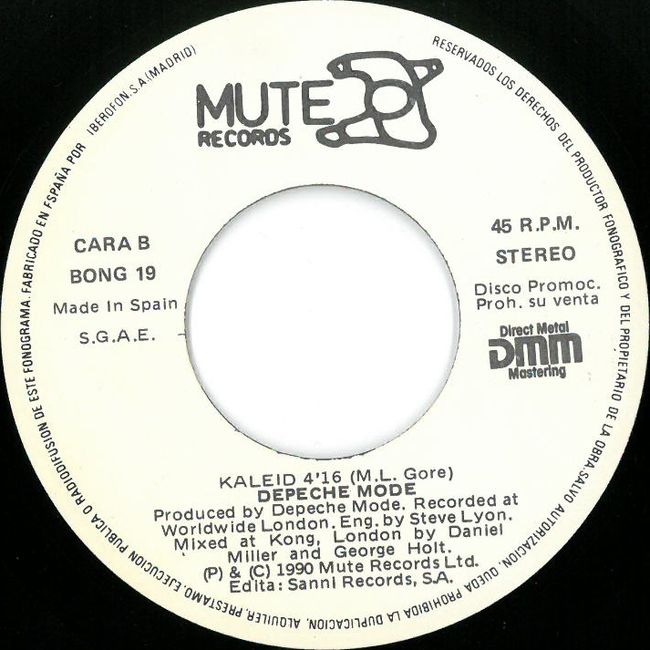 MUTE
RECORDS
CARA B
BONG 19
Made In Spain
S.G.A.E.
45 R.P.M.
STEREO
Disco Promoc.
Proh. su venta
Direct Metal
DMM
Mastering
KALEID 4'16 (M.L. Gore)
DEPECHE MODE
Produced by Depeche Mode. Recorded at
Worldwide London. Eng. by Steve Lyon.
Mixed at Kong, London by Daniel
Miller and George Holt.
(P) & (C) 1990 Mute Records Ltd.
Edita: Sanni Records, S.A.
RESERVADOS LOS DERECHOS DEL PRODUCTOR FONOGRAFICO Y DEL PROPIETARIO DE LA OBRA. SALVO AUTORIZACION, QUEDA PROHIBIDA LA DUPLICACION, ALQUILER, PRESTAMO, EJECUCION PUBLICA O RADIODIFUSION DE ESTE FONOGRAMA. FABRICADO EN ESPAÑA POR IBEROFON.S.A.(MADRID)